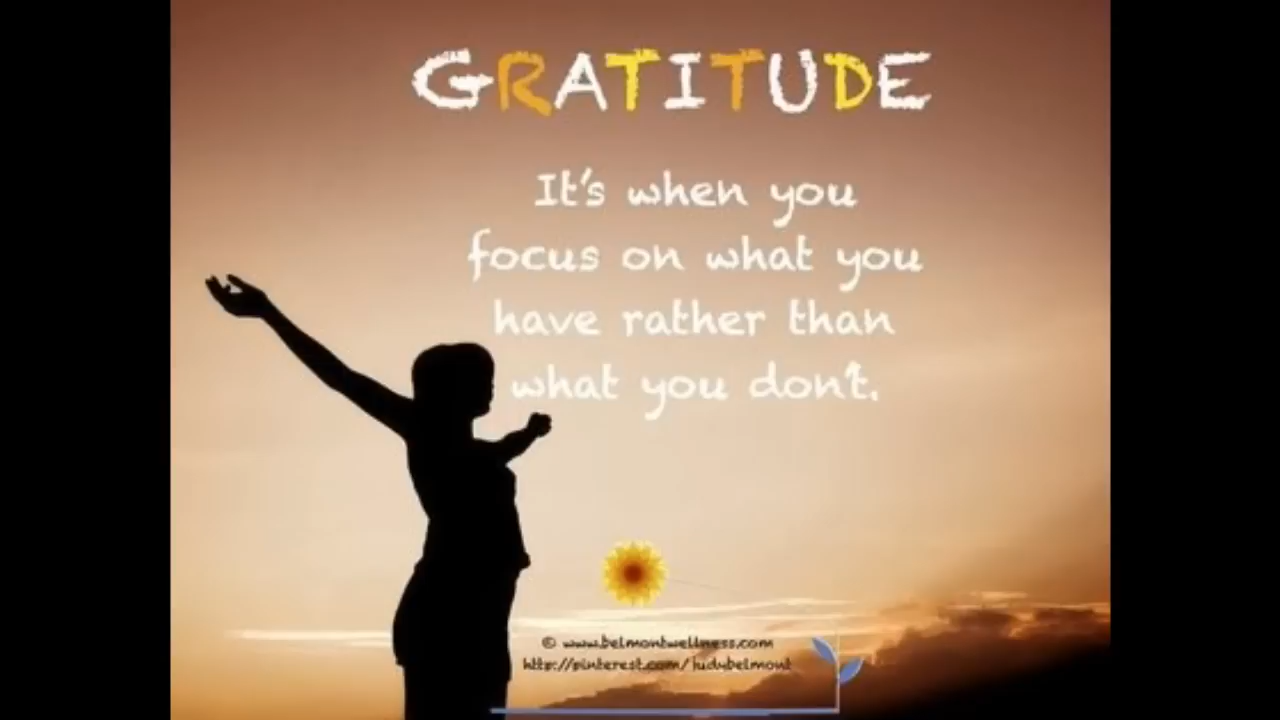 GRATITUDE
It's when you
focus on what you
have rather than
what you don't.
© www.belmontwellness.com
http://pinterest.com/judybelmont